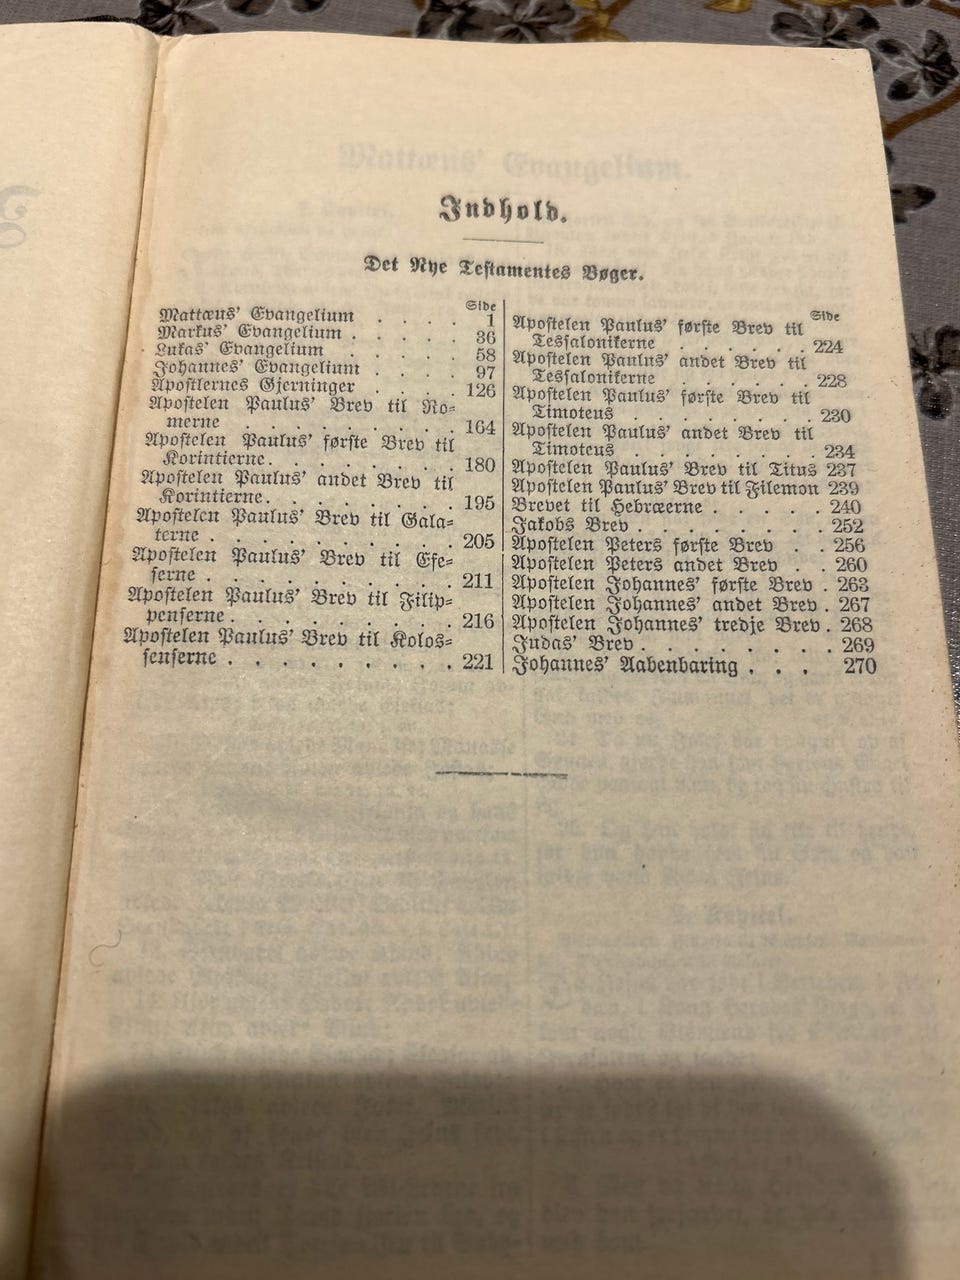 Indhold.
Det Nye Testamentes Bøger.
Side
Mattæus' Evangelium . . . . 1
Markus' Evangelium . . . . . 36
Lukas' Evangelium . . . . 58
Johannes' Evangelium . . . . 97
Apostlernes Gjerninger . . . . 126
Apostelen Paulus' Brev til Ro=
merne . . . . . . . . . 164
Apostelen Paulus' første Brev til
Korintierne. . . . . . . . 180
Apostelen Paulus' andet Brev til
Korintierne. . . . . . . . 195
Apostelen Paulus' Brev til Gala=
terne . . . . . . . . . . 205
Apostelen Paulus' Brev til Efe=
serne . . . . . . . . . . 211
Apostelen Paulus' Brev til Filip=
penserne . . . . . . . . . 216
Apostelen Paulus' Brev til Kolos=
senserne . . . . . . . . . 221
Side
Apostelen Paulus' første Brev til
Tessalonikerne . . . . . . 224
Apostelen Paulus' andet Brev til
Tessalonikerne . . . . . . 228
Apostelen Paulus' første Brev til
Timoteus . . . . . . . . 230
Apostelen Paulus' andet Brev til
Timoteus . . . . . . . . 234
Apostelen Paulus' Brev til Titus 237
Apostelen Paulus' Brev til Filemon 239
Brevet til Hebræerne . . . . . 240
Jakobs Brev . . . . . . . . 252
Apostelen Peters første Brev . . 256
Apostelen Peters andet Brev . . 260
Apostelen Johannes' første Brev . 263
Apostelen Johannes' andet Brev . 267
Apostelen Johannes' tredje Brev . 268
Judas' Brev . . . . . . . . 269
Johannes' Aabenbaring . . . 270